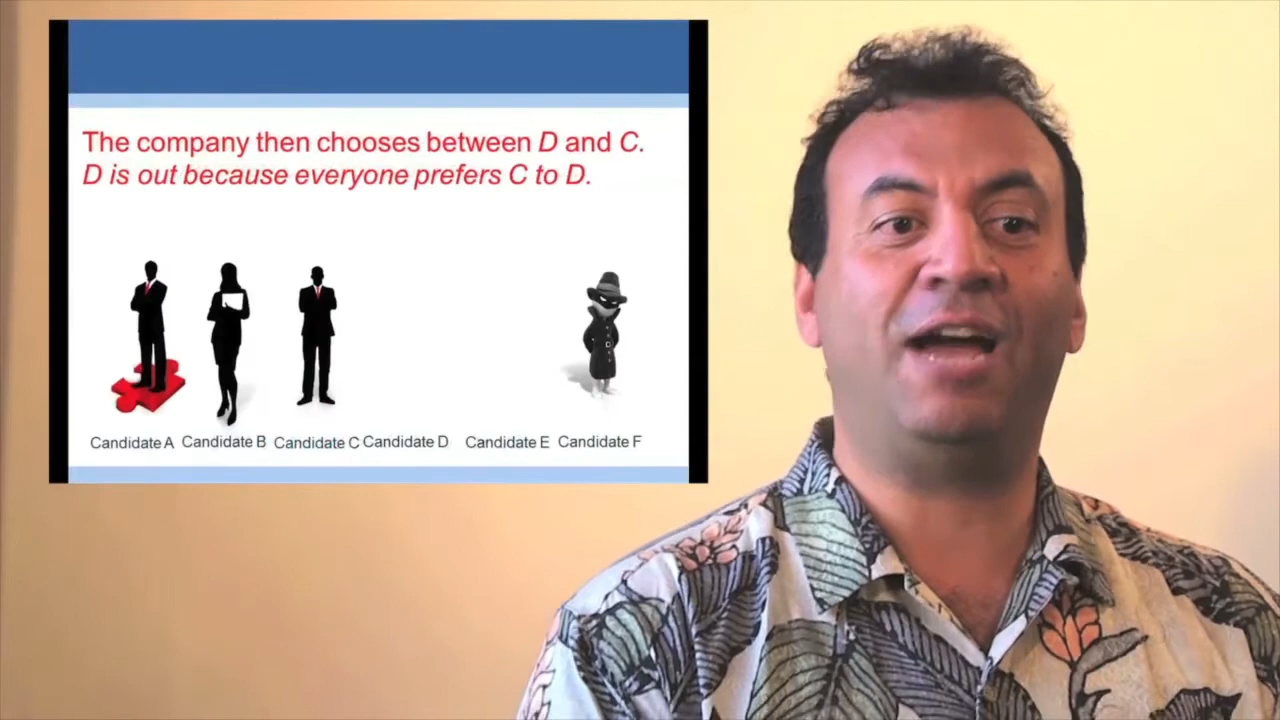 The company then chooses between D and C.
D is out because everyone prefers C to D.
Candidate A Candidate B Candidate C Candidate D Candidate E Candidate F